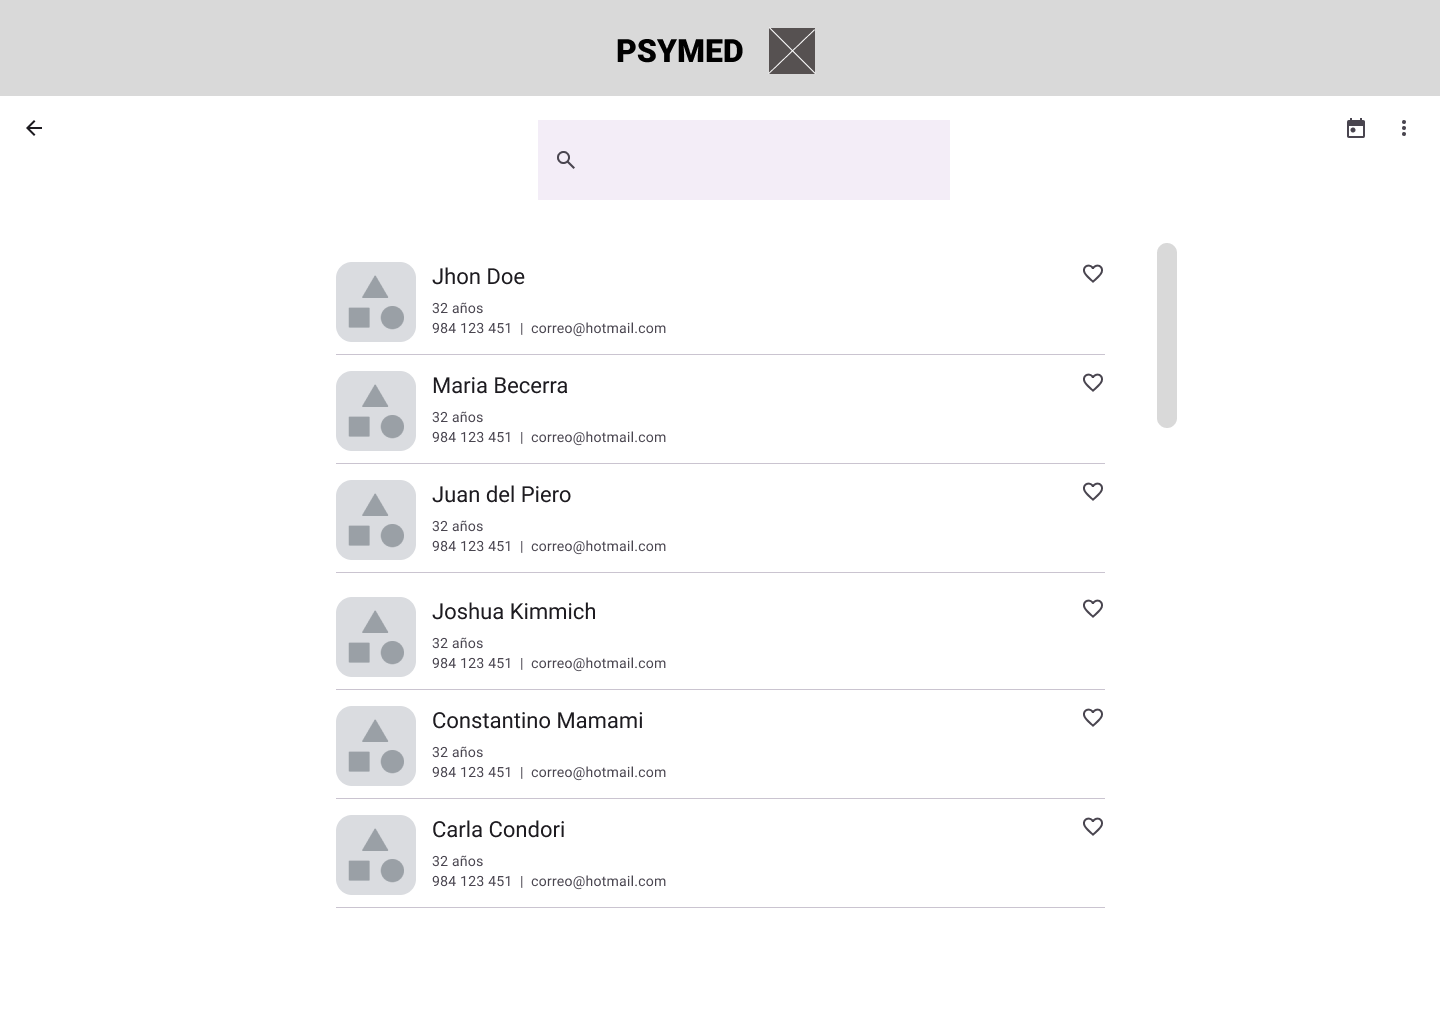 PSYMED
Jhon Doe
32 años
984 123 451 | correo@hotmail.com
Maria Becerra
32 años
984 123 451 | correo@hotmail.com
Juan del Piero
32 años
984 123 451 | correo@hotmail.com
Joshua Kimmich
32 años
984 123 451 | correo@hotmail.com
Constantino Mamami
32 años
984 123 451 | correo@hotmail.com
Carla Condori
32 años
984 123 451 | correo@hotmail.com